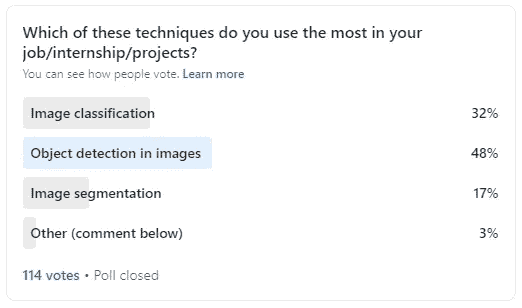 Which of these techniques do you use the most in your
job/internship/projects?
You can see how people vote. Learn more
Image classification 32%
Object detection in images 48%
Image segmentation 17%
Other (comment below) 3%
114 votes • Poll closed